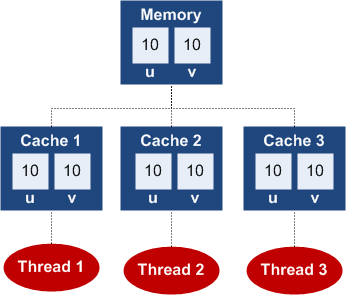 Memory
10 10
u v
Cache 1 Cache 2 Cache 3
10 10 10 10 10 10
u v u v u v
Thread 1 Thread 2 Thread 3